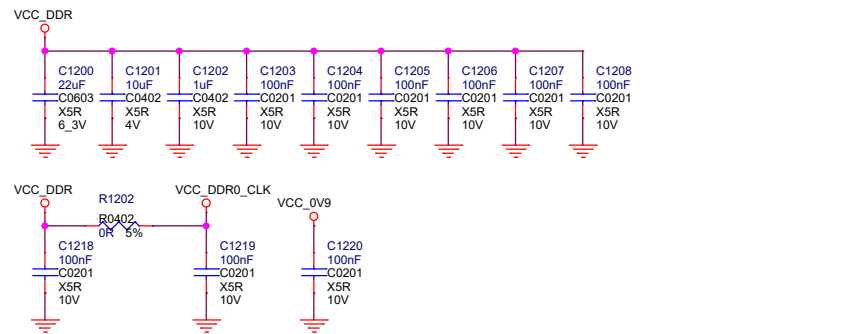 VCC_DDR
C1200
22uF
C0603
X5R
6_3V
C1201
10uF
C0402
X5R
4V
C1202
1uF
C0402
X5R
10V
C1203
100nF
C0201
X5R
10V
C1204
100nF
C0201
X5R
10V
C1205
100nF
C0201
X5R
10V
C1206
100nF
C0201
X5R
10V
C1207
100nF
C0201
X5R
10V
C1208
100nF
C0201
X5R
10V
VCC_DDR
R1202
R0402
0R 5%
VCC_DDR0_CLK
VCC_0V9
C1218
100nF
C0201
X5R
10V
C1219
100nF
C0201
X5R
10V
C1220
100nF
C0201
X5R
10V